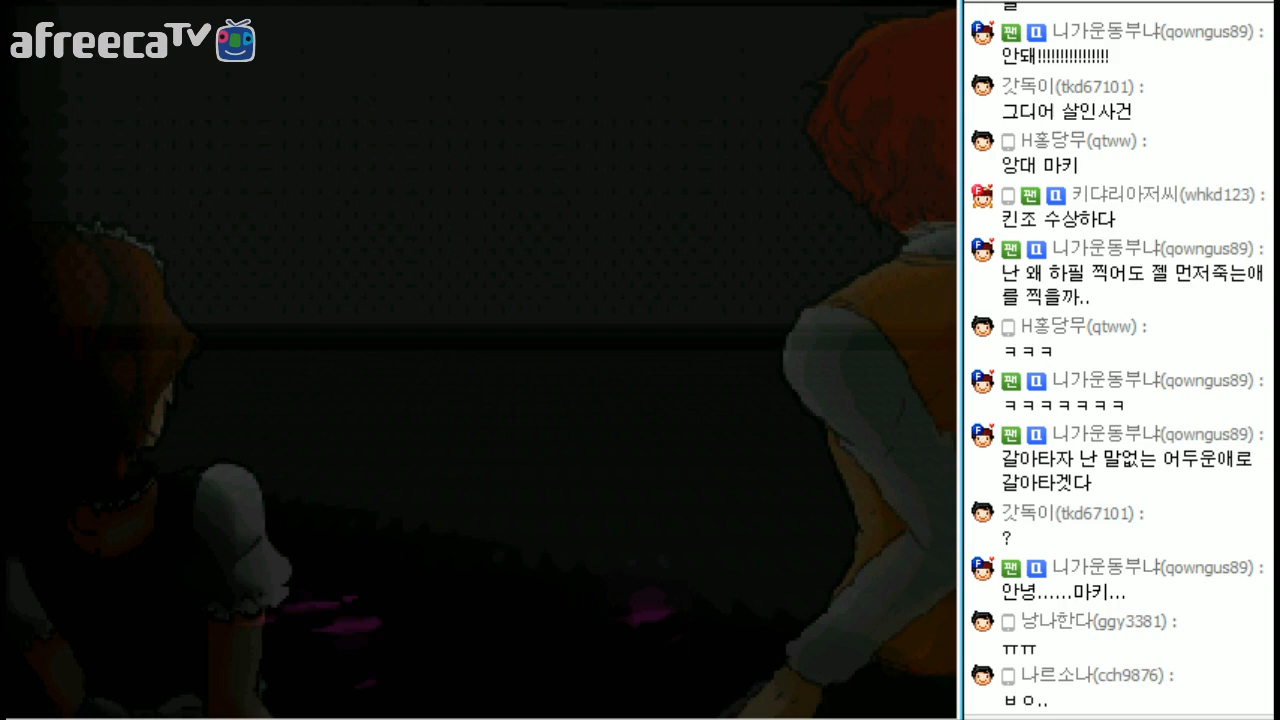 afreecaTV
니가운동부냐(qowngus89) :
안돼!!!!!!!!!!!!!!!
갓독이(tkd67101) :
그디어 살인사건
H홍당무(qtww) :
앙대 마키
키댜리아저씨(whkd123) :
킨조 수상하다
니가운동부냐(qowngus89) :
난 왜 하필 찍어도 젤 먼저죽는애
를 찍을까..
H홍당무(qtww) :
ㅋㅋㅋ
니가운동부냐(qowngus89) :
ㅋㅋㅋㅋㅋㅋㅋ
니가운동부냐(qowngus89) :
갈아타자 난 말없는 어두운애로
갈아타겟다
갓독이(tkd67101) :
?
니가운동부냐(qowngus89) :
안녕......마키...
낭나한다(ggy3381) :
ㅠㅠ
나르소나(cch9876) :
ㅂㅇ..